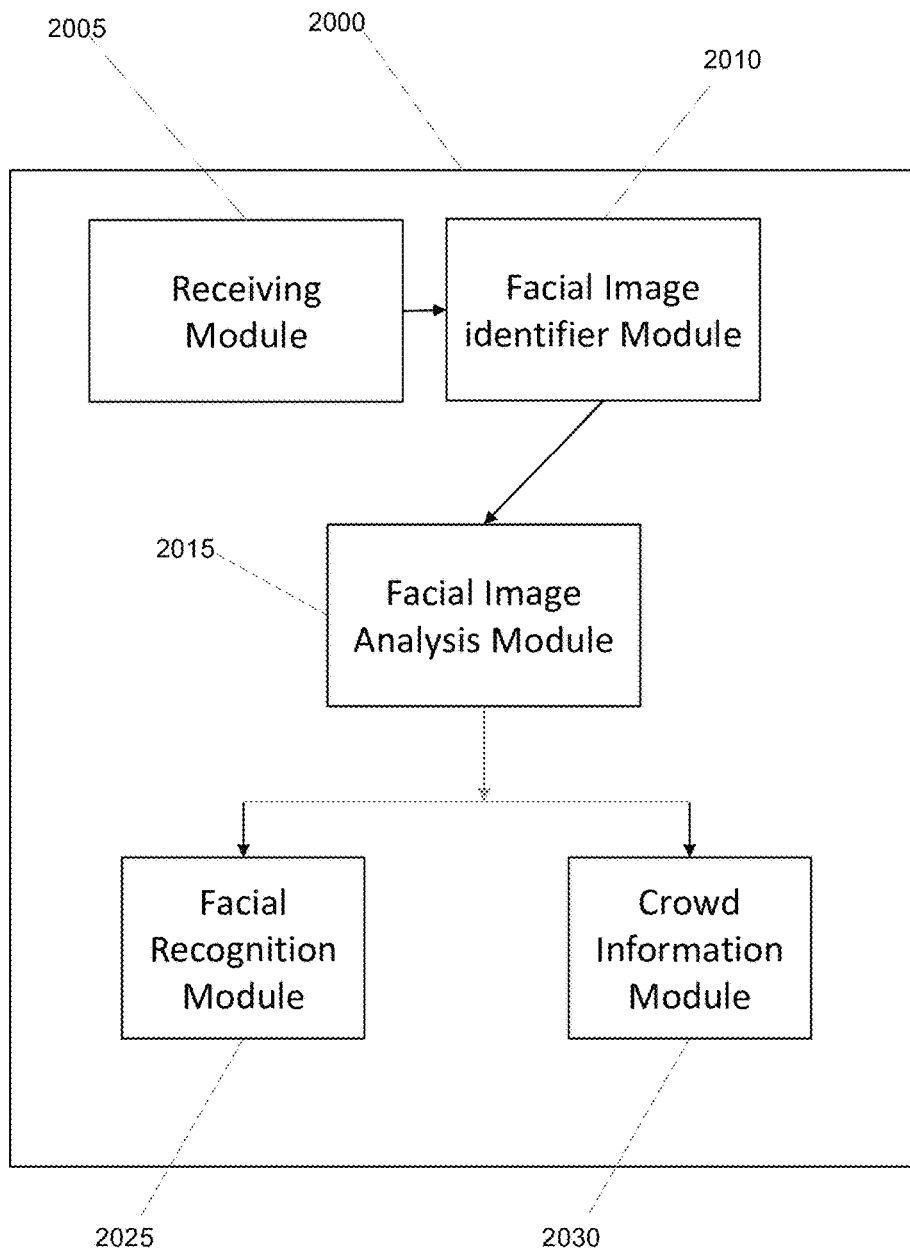 2005
2000
2010
Receiving
Module
Facial Image
identifier Module
2015
Facial Image
Analysis Module
Facial
Recognition
Module
Crowd
Information
Module
2025
2030